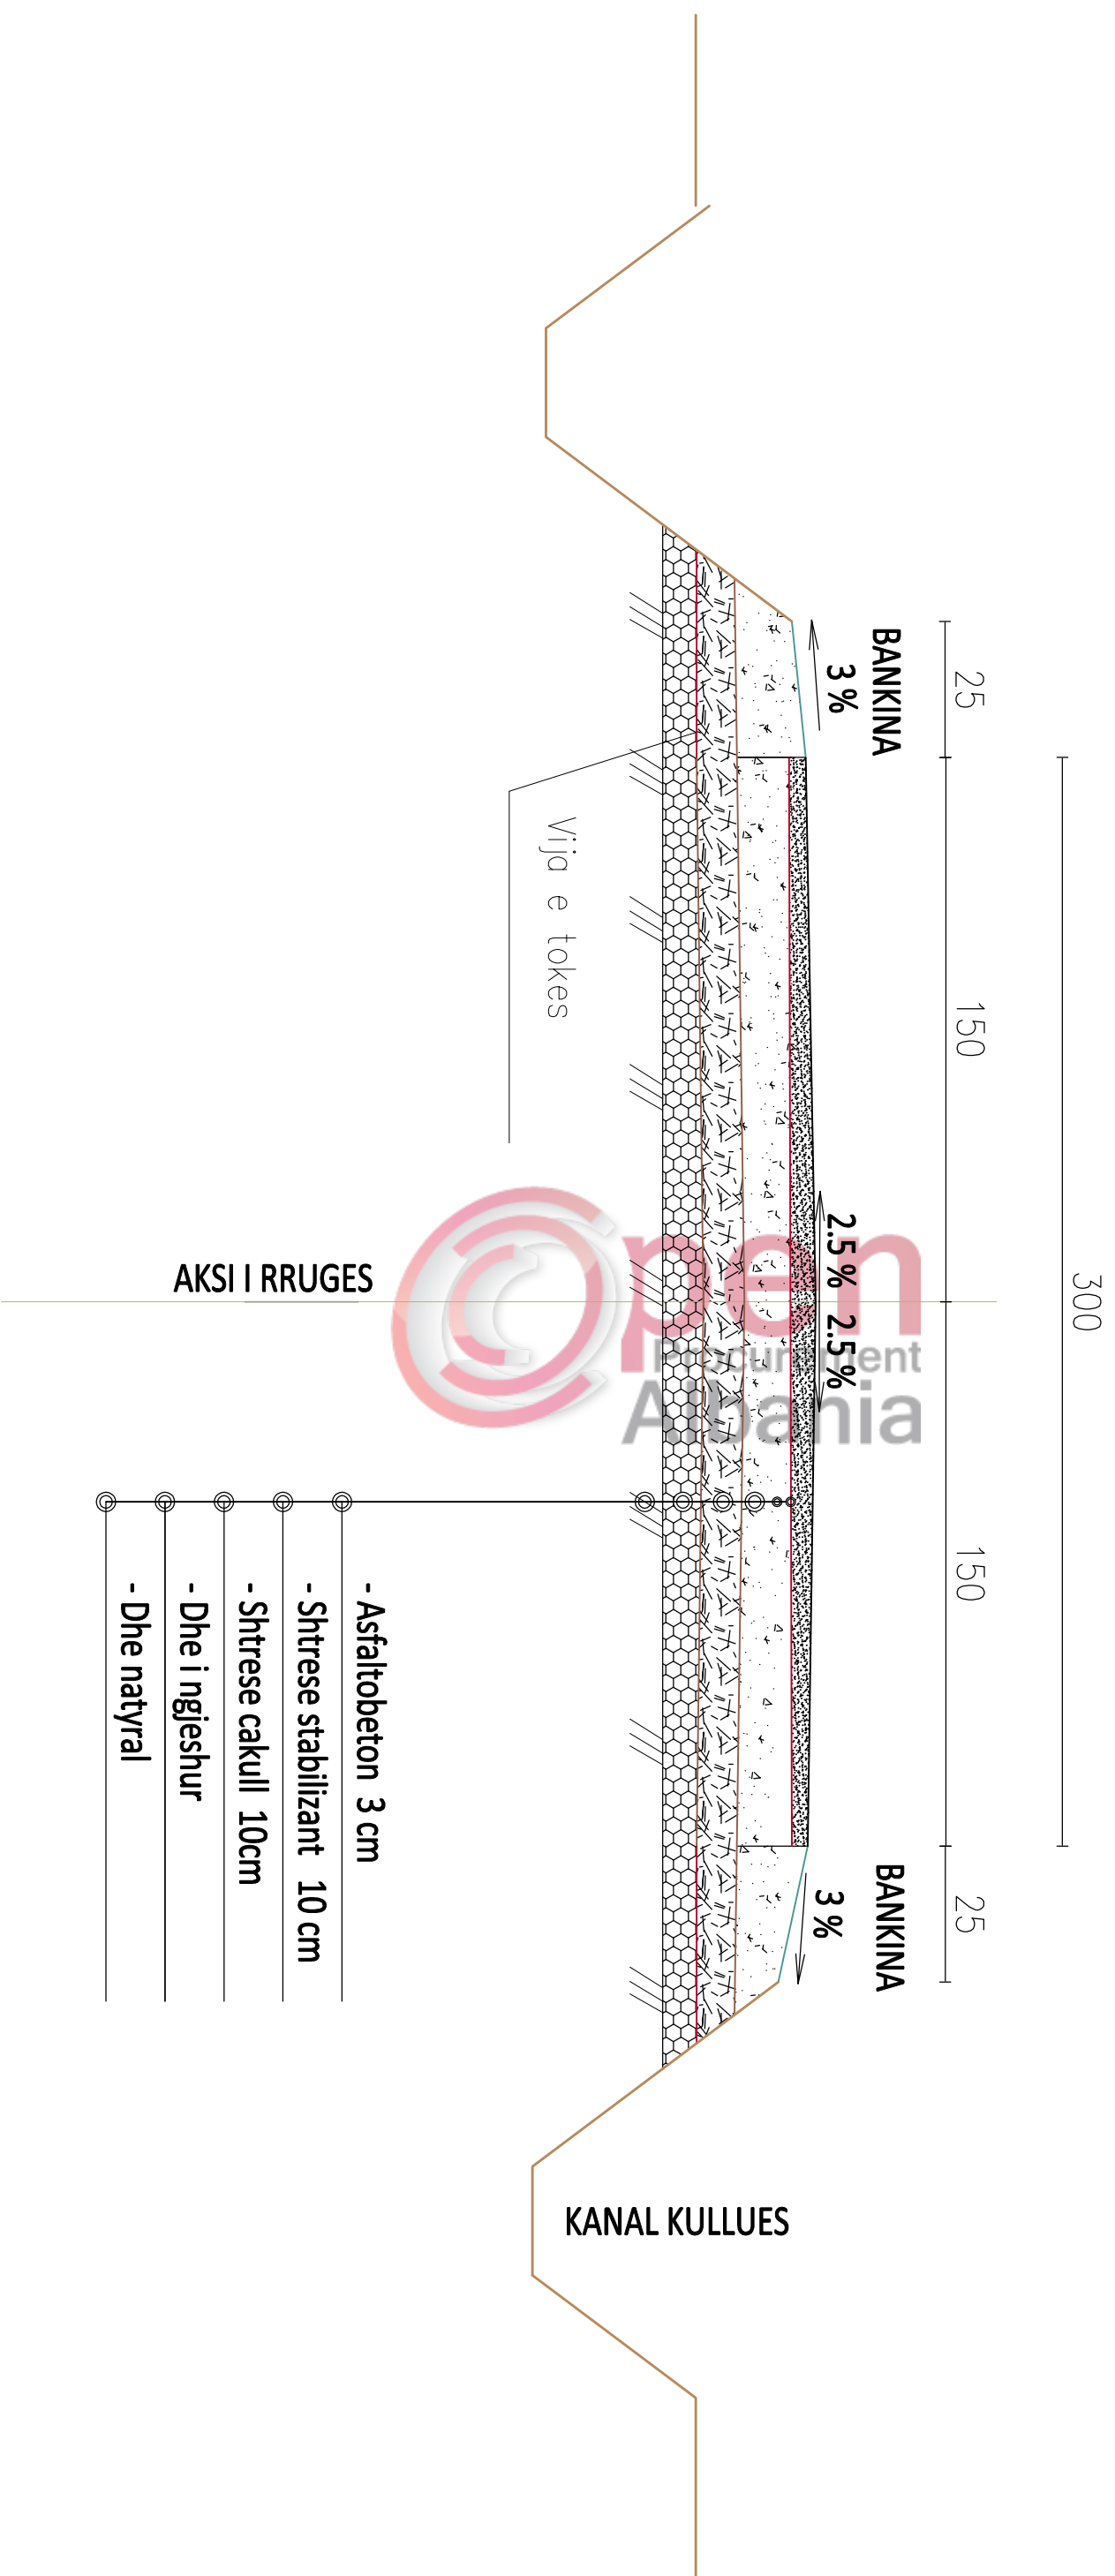 300
25
150
150
25
BANKINA
BANKINA
3 %
2.5 %
2.5 %
3 %
Vija e tokes
AKSI I RRUGES
KANAL KULLUES
- Asfaltobeton 3 cm
- Shtrese stabilizant 10 cm
- Shtrese cakull 10cm
- Dhe i ngjeshur
- Dhe natyral
Open
Procurement
Albania